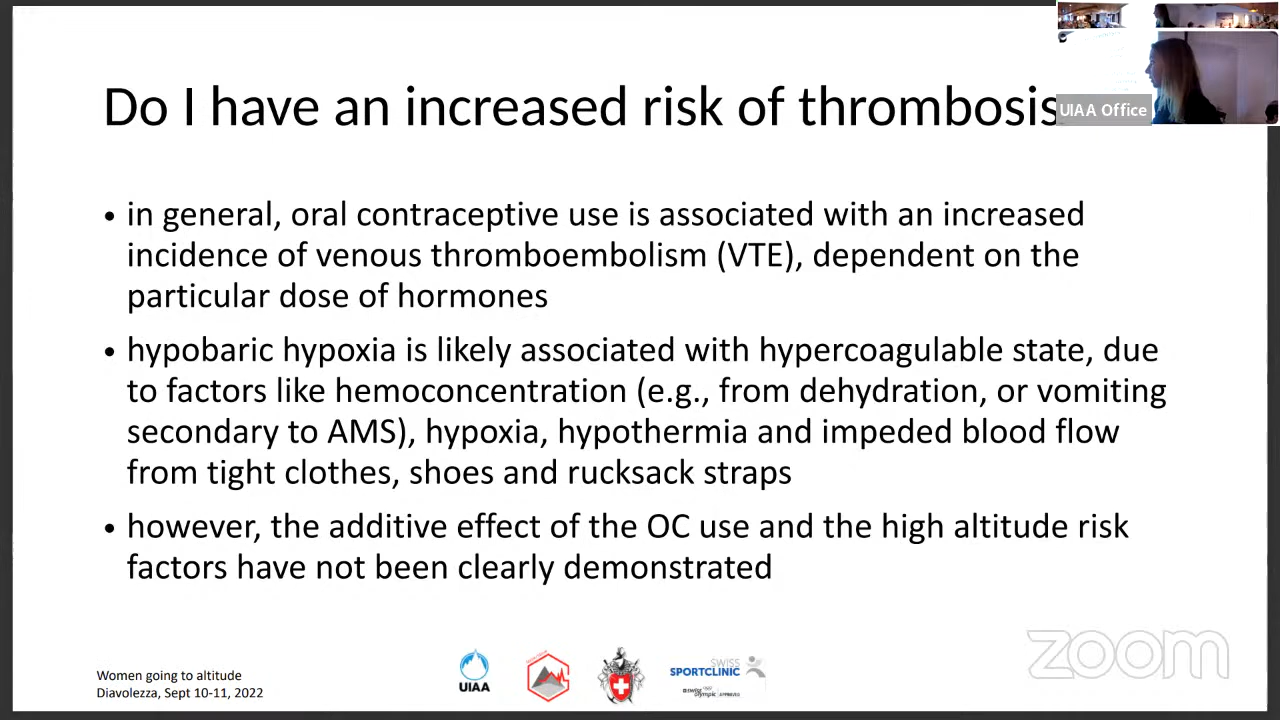 Do I have an increased risk of thrombosis
UIAA Office
• in general, oral contraceptive use is associated with an increased
incidence of venous thromboembolism (VTE), dependent on the
particular dose of hormones
• hypobaric hypoxia is likely associated with hypercoagulable state, due
to factors like hemoconcentration (e.g., from dehydration, or vomiting
secondary to AMS), hypoxia, hypothermia and impeded blood flow
from tight clothes, shoes and rucksack straps
• however, the additive effect of the OC use and the high altitude risk
factors have not been clearly demonstrated
zoom
Women going to altitude
Diavolezza, Sept 10-11, 2022
UIAA
SWISS
SPORTCLINIC